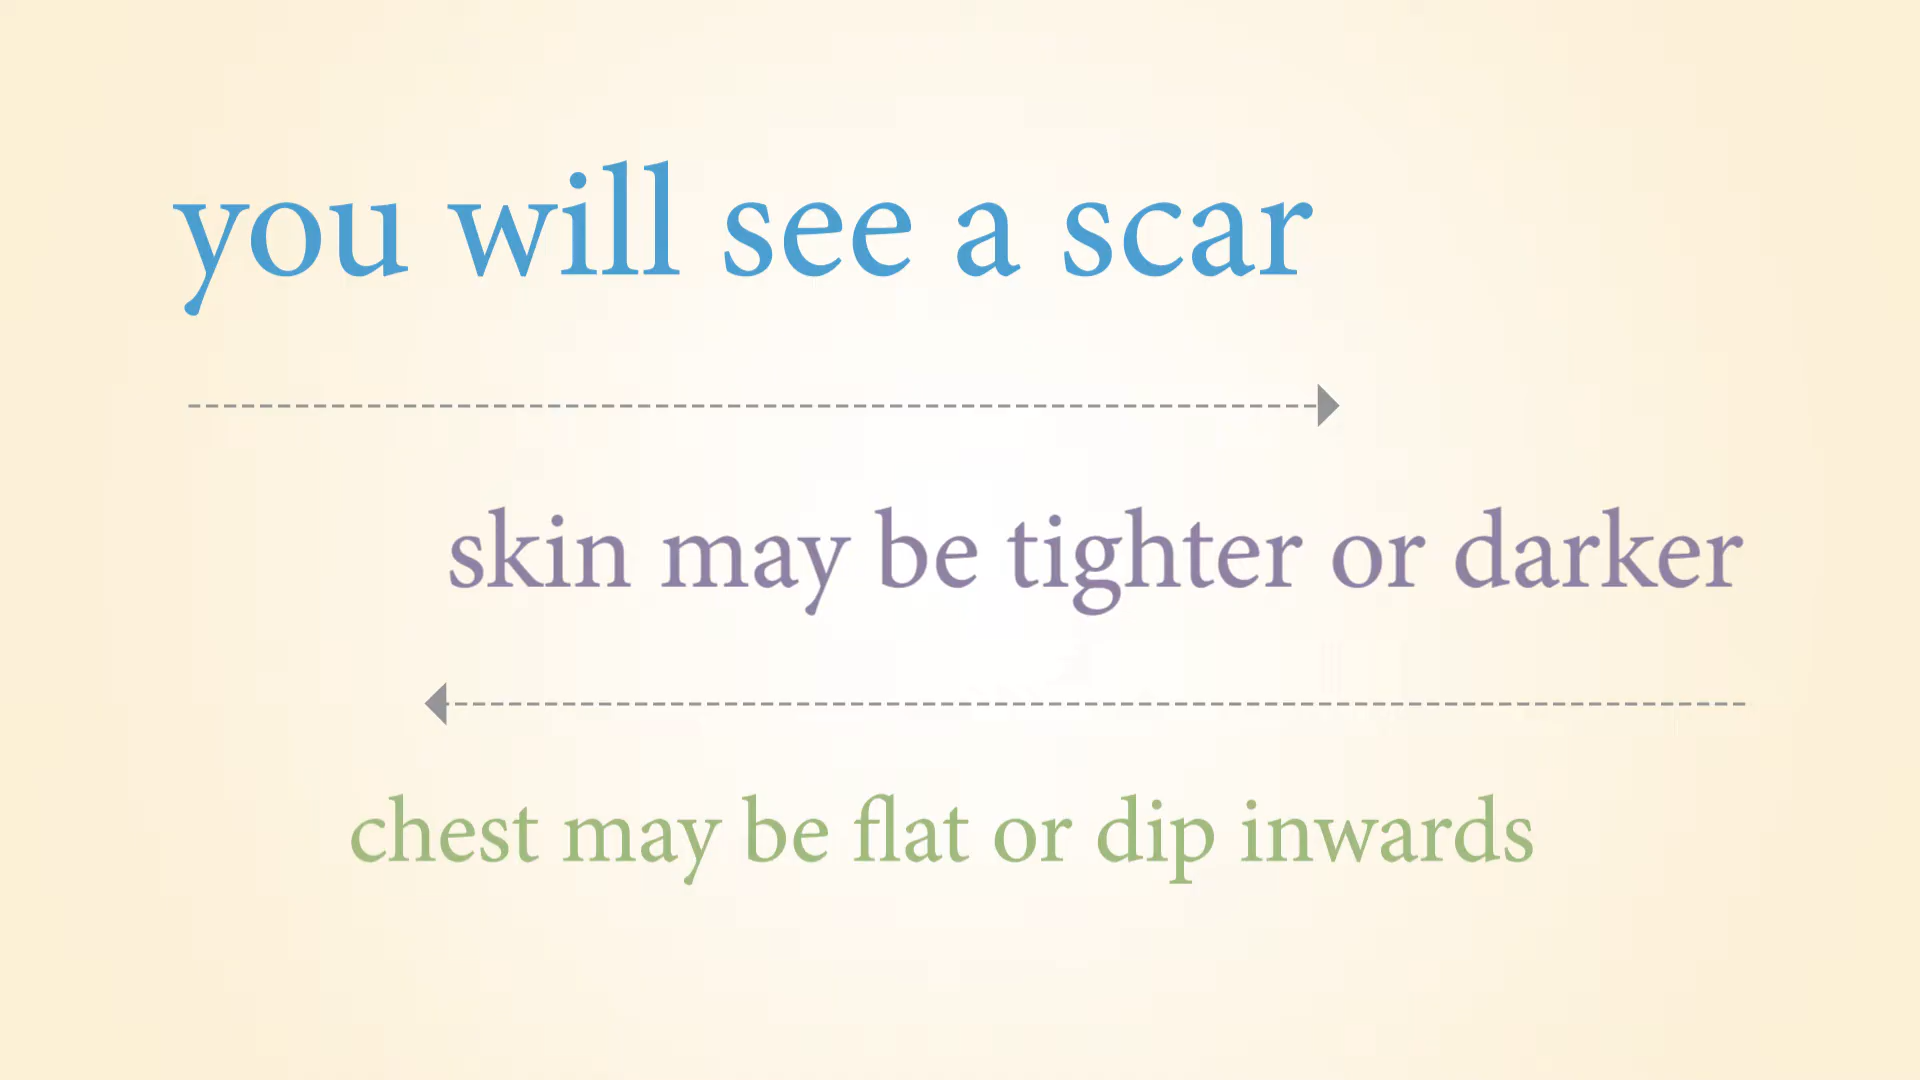 you will see a scar
skin may be tighter or darker
chest may be flat or dip inwards